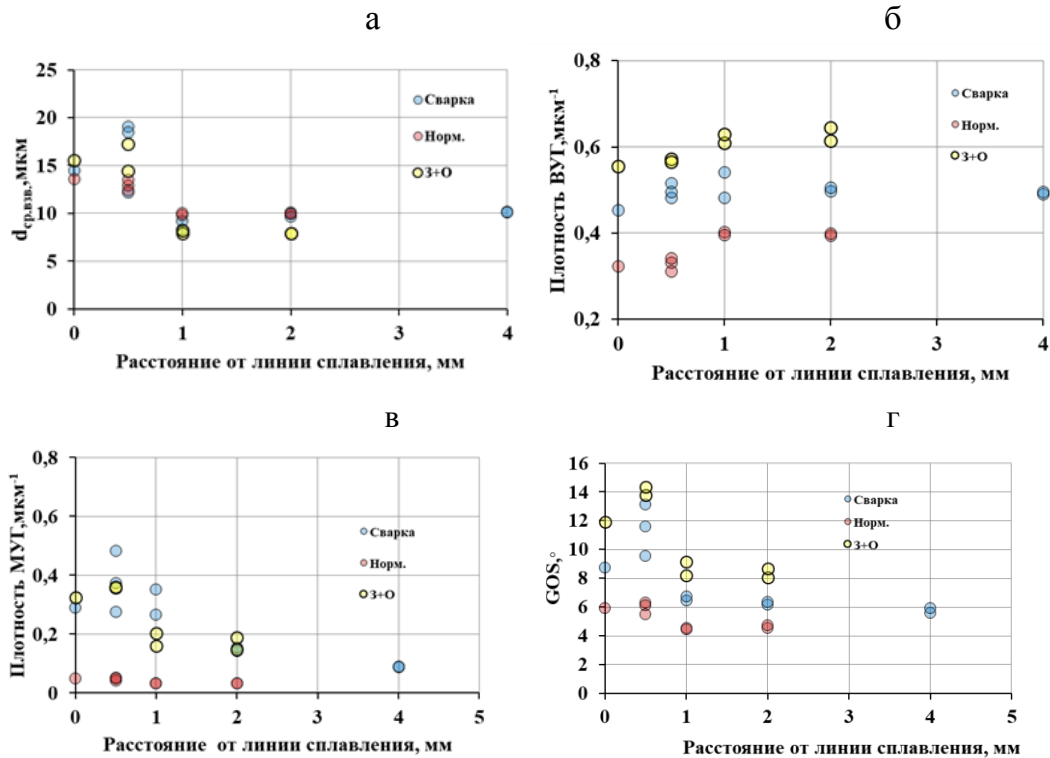 а
б
25
20
15
10
5
0
0 1 2 3 4
dср.взв.,мкм
Расстояние от линии сплавления, мм
Сварка
Норм.
З+О
0,8
0,6
0,4
0,2
0 1 2 3 4
Плотность ВУГ,мкм⁻¹
Расстояние от линии сплавления, мм
Сварка
Норм.
З+О
в
г
0,8
0,6
0,4
0,2
0
0 1 2 3 4 5
Плотность МУГ,мкм⁻¹
Расстояние от линии сплавления, мм
Сварка
Норм.
З+О
16
14
12
10
8
6
4
2
0
0 1 2 3 4 5
GOS,°
Расстояние от линии сплавления, мм
Сварка
Норм.
З+О